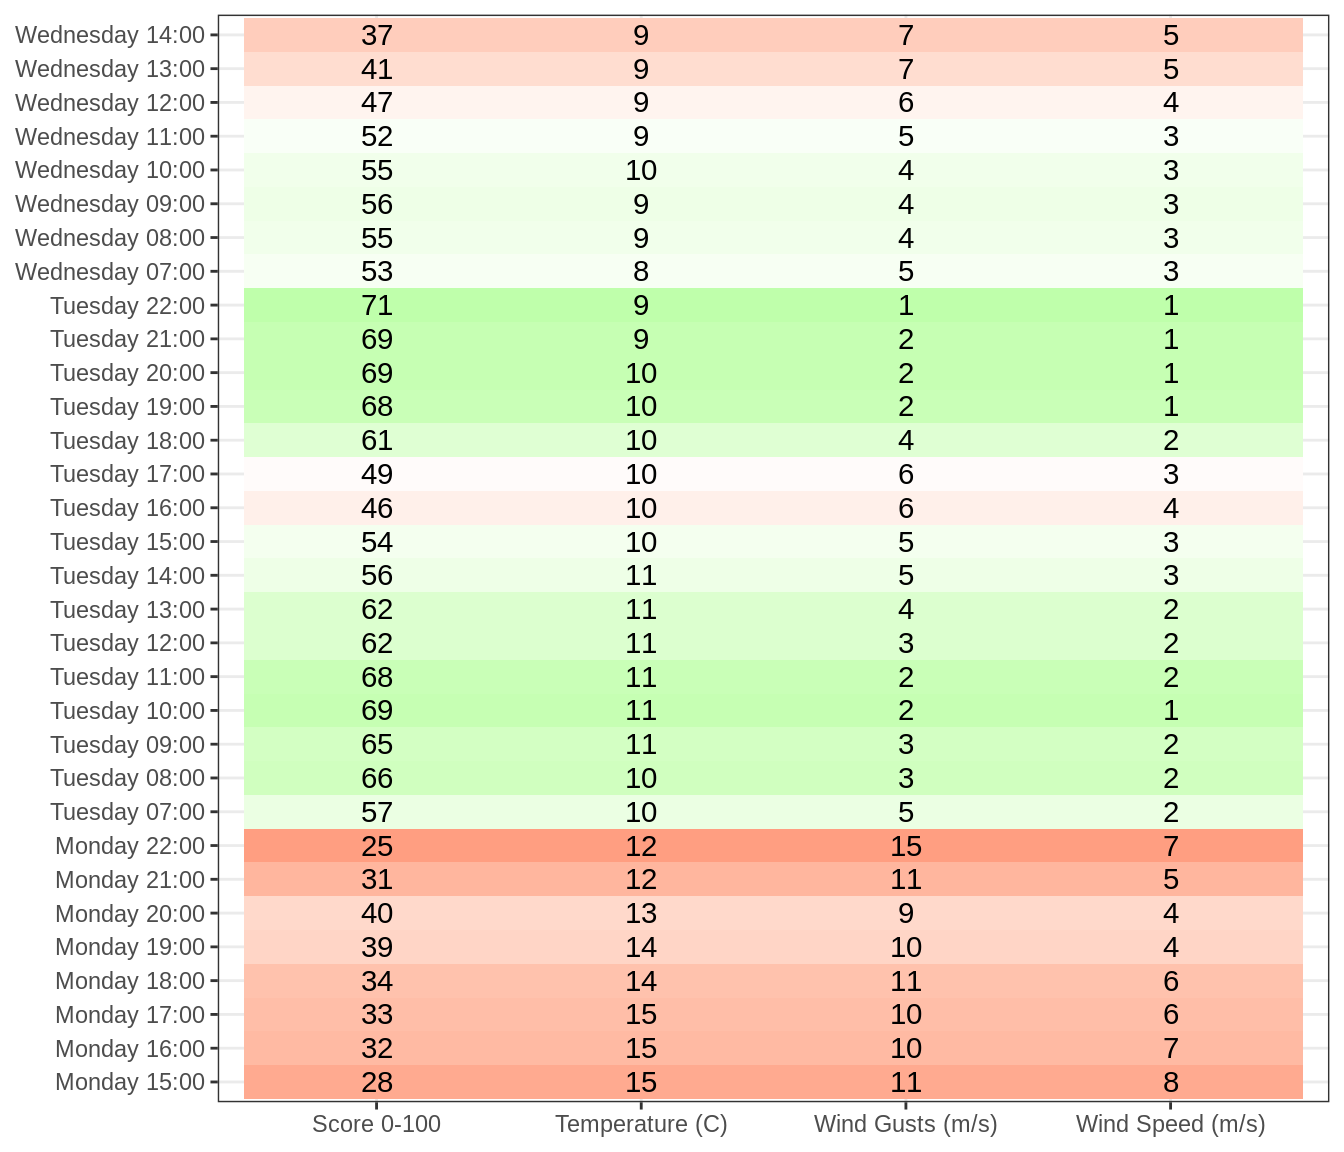 Wednesday 14:00 37 9 7 5
Wednesday 13:00 41 9 7 5
Wednesday 12:00 47 9 6 4
Wednesday 11:00 52 9 5 3
Wednesday 10:00 55 10 4 3
Wednesday 09:00 56 9 4 3
Wednesday 08:00 55 9 4 3
Wednesday 07:00 53 8 5 3
Tuesday 22:00 71 9 1 1
Tuesday 21:00 69 9 2 1
Tuesday 20:00 69 10 2 1
Tuesday 19:00 68 10 2 1
Tuesday 18:00 61 10 4 2
Tuesday 17:00 49 10 6 3
Tuesday 16:00 46 10 6 4
Tuesday 15:00 54 10 5 3
Tuesday 14:00 56 11 5 3
Tuesday 13:00 62 11 4 2
Tuesday 12:00 62 11 3 2
Tuesday 11:00 68 11 2 2
Tuesday 10:00 69 11 2 1
Tuesday 09:00 65 11 3 2
Tuesday 08:00 66 10 3 2
Tuesday 07:00 57 10 5 2
Monday 22:00 25 12 15 7
Monday 21:00 31 12 11 5
Monday 20:00 40 13 9 4
Monday 19:00 39 14 10 4
Monday 18:00 34 14 11 6
Monday 17:00 33 15 10 6
Monday 16:00 32 15 10 7
Monday 15:00 28 15 11 8
Score 0-100 Temperature (C) Wind Gusts (m/s) Wind Speed (m/s)